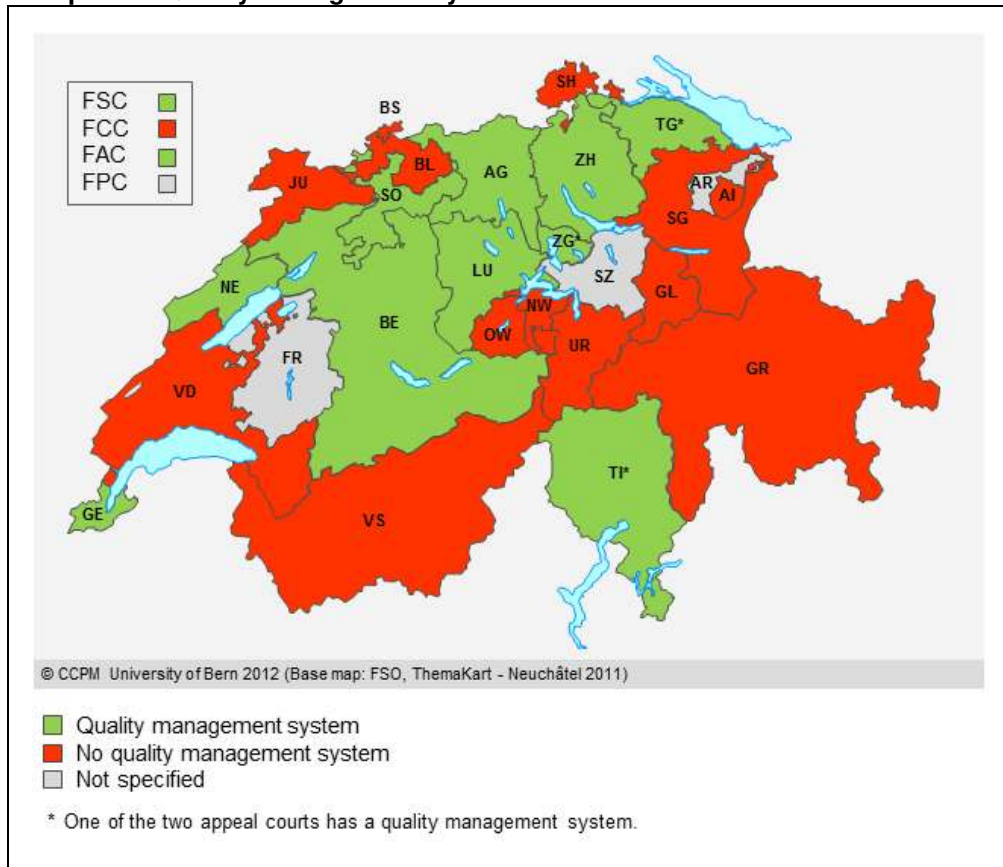 FSC
FCC
FAC
FPC
BS
SH
TG*
JU
BL
AG
ZH
SO
AR
AI
SG
ZG*
NE
LU
SZ
GL
BE
NW
OW
UR
FR
GR
VD
TI*
GE
VS
© CCPM University of Bern 2012 (Base map: FSO, ThemaKart - Neuchâtel 2011)
Quality management system
No quality management system
Not specified
* One of the two appeal courts has a quality management system.